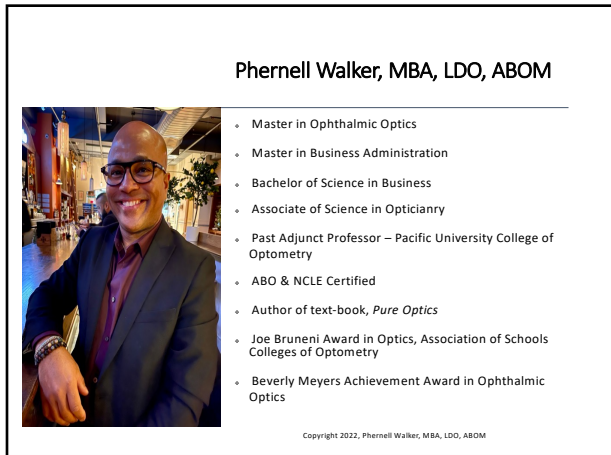 Phernell Walker, MBA, LDO, ABOM
Master in Ophthalmic Optics
Master in Business Administration
Bachelor of Science in Business
Associate of Science in Opticianry
Past Adjunct Professor – Pacific University College of
Optometry
ABO & NCLE Certified
Author of text-book, Pure Optics
Joe Bruneni Award in Optics, Association of Schools
Colleges of Optometry
Beverly Meyers Achievement Award in Ophthalmic
Optics
Copyright 2022, Phernell Walker, MBA, LDO, ABOM